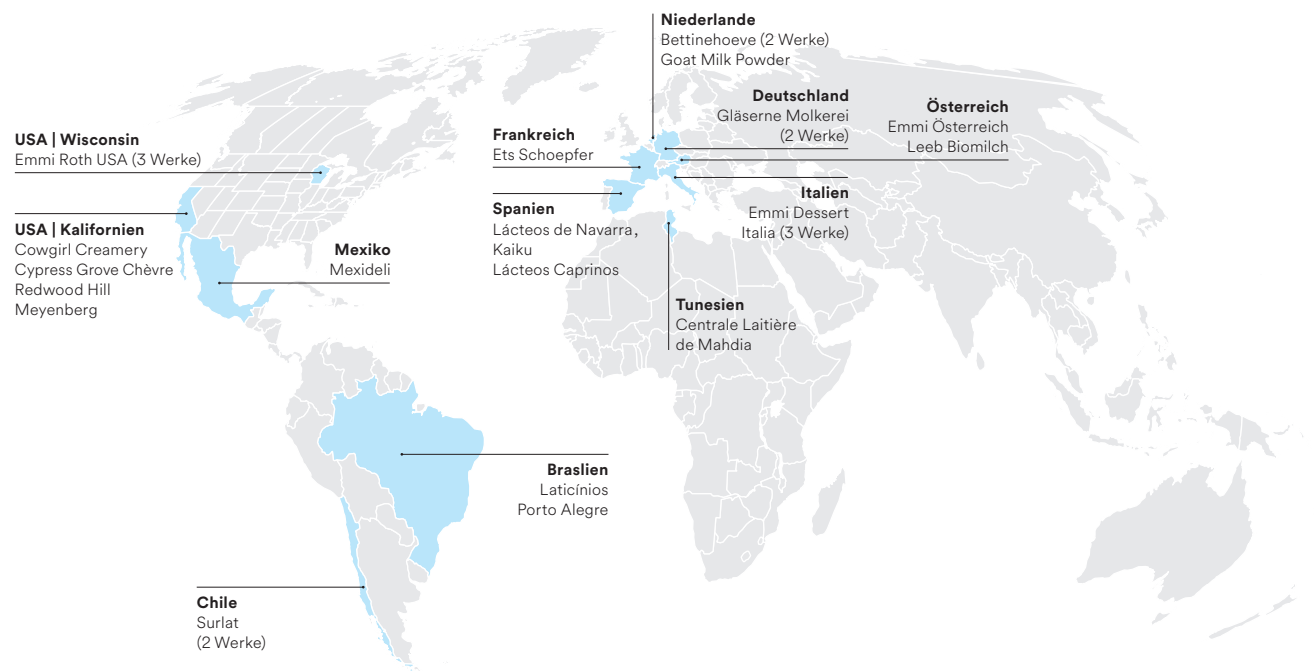 Niederlande
Bettinehoeve (2 Werke)
Goat Milk Powder
Deutschland
Gläserne Molkerei
(2 Werke)
Österreich
Emmi Österreich
Leeb Biomilch
USA | Wisconsin
Emmi Roth USA (3 Werke)
Frankreich
Ets Schoepfer
Italien
Emmi Dessert
Italia (3 Werke)
Spanien
Lácteos de Navarra,
Kaiku
Lácteos Caprinos
USA | Kalifornien
Cowgirl Creamery
Cypress Grove Chèvre
Redwood Hill
Meyenberg
Mexiko
Mexideli
Tunesien
Centrale Laitière
de Mahdia
Braslien
Laticínios
Porto Alegre
Chile
Surlat
(2 Werke)